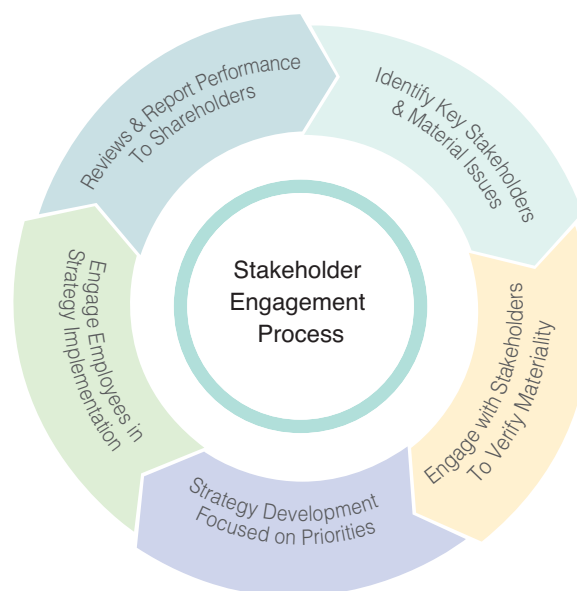 Stakeholder
Engagement
Process
Identify Key Stakeholders
& Material Issues
Engage with Stakeholders
To Verify Materiality
Strategy Development
Focused on Priorities
Engage Employees in
Strategy Implementation
Reviews & Report Performance
To Shareholders